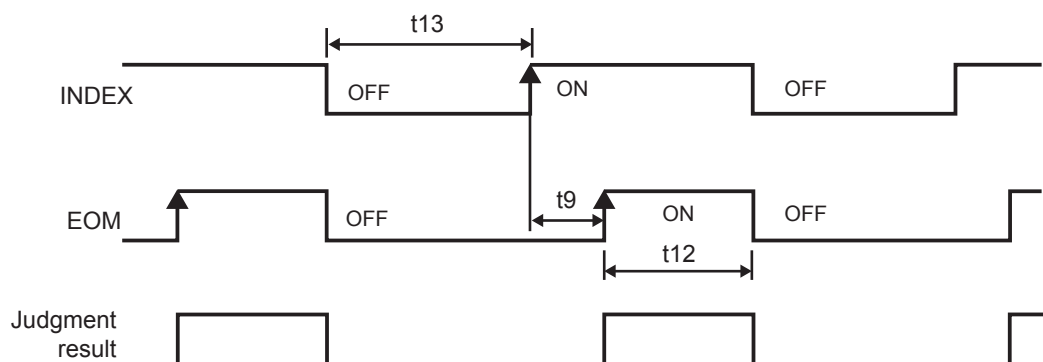 t13
INDEX
OFF
ON
OFF
EOM
OFF
t9
ON
OFF
t12
Judgment
result